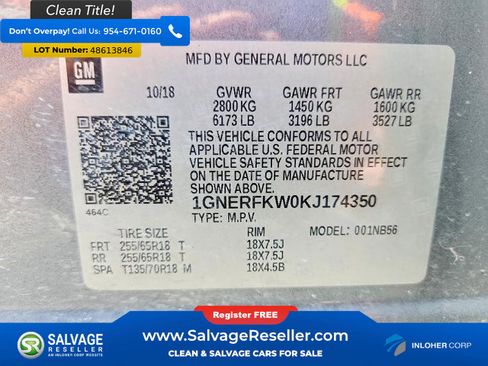 Clean Title!
Don't Overpay! Call Us: 954-671-0160
LOT Number: 48613846
GM
MFD BY GENERAL MOTORS LLC
10/18 GVWR GAWR FRT GAWR RR
2800 KG 1450 KG 1600 KG
6173 LB 3196 LB 3527 LB
THIS VEHICLE CONFORMS TO ALL
APPLICABLE U.S. FEDERAL MOTOR
VEHICLE SAFETY STANDARDS IN EFFECT
ON THE DATE OF MANUFACTURE
SHOWN ABOVE.
464C 1GNERFKW0KJ174350
TYPE: M.P.V.
TIRE SIZE RIM MODEL: 001NB56
FRT 255/65R18 T 18X7.5J
RR 255/65R18 T 18X7.5J
SPA T135/70R18 M 18X4.5B
Register FREE
SALVAGE RESELLER
AN INLOHER CORP WEBSITE
www.SalvageReseller.com
CLEAN & SALVAGE CARS FOR SALE
INLOHER CORP